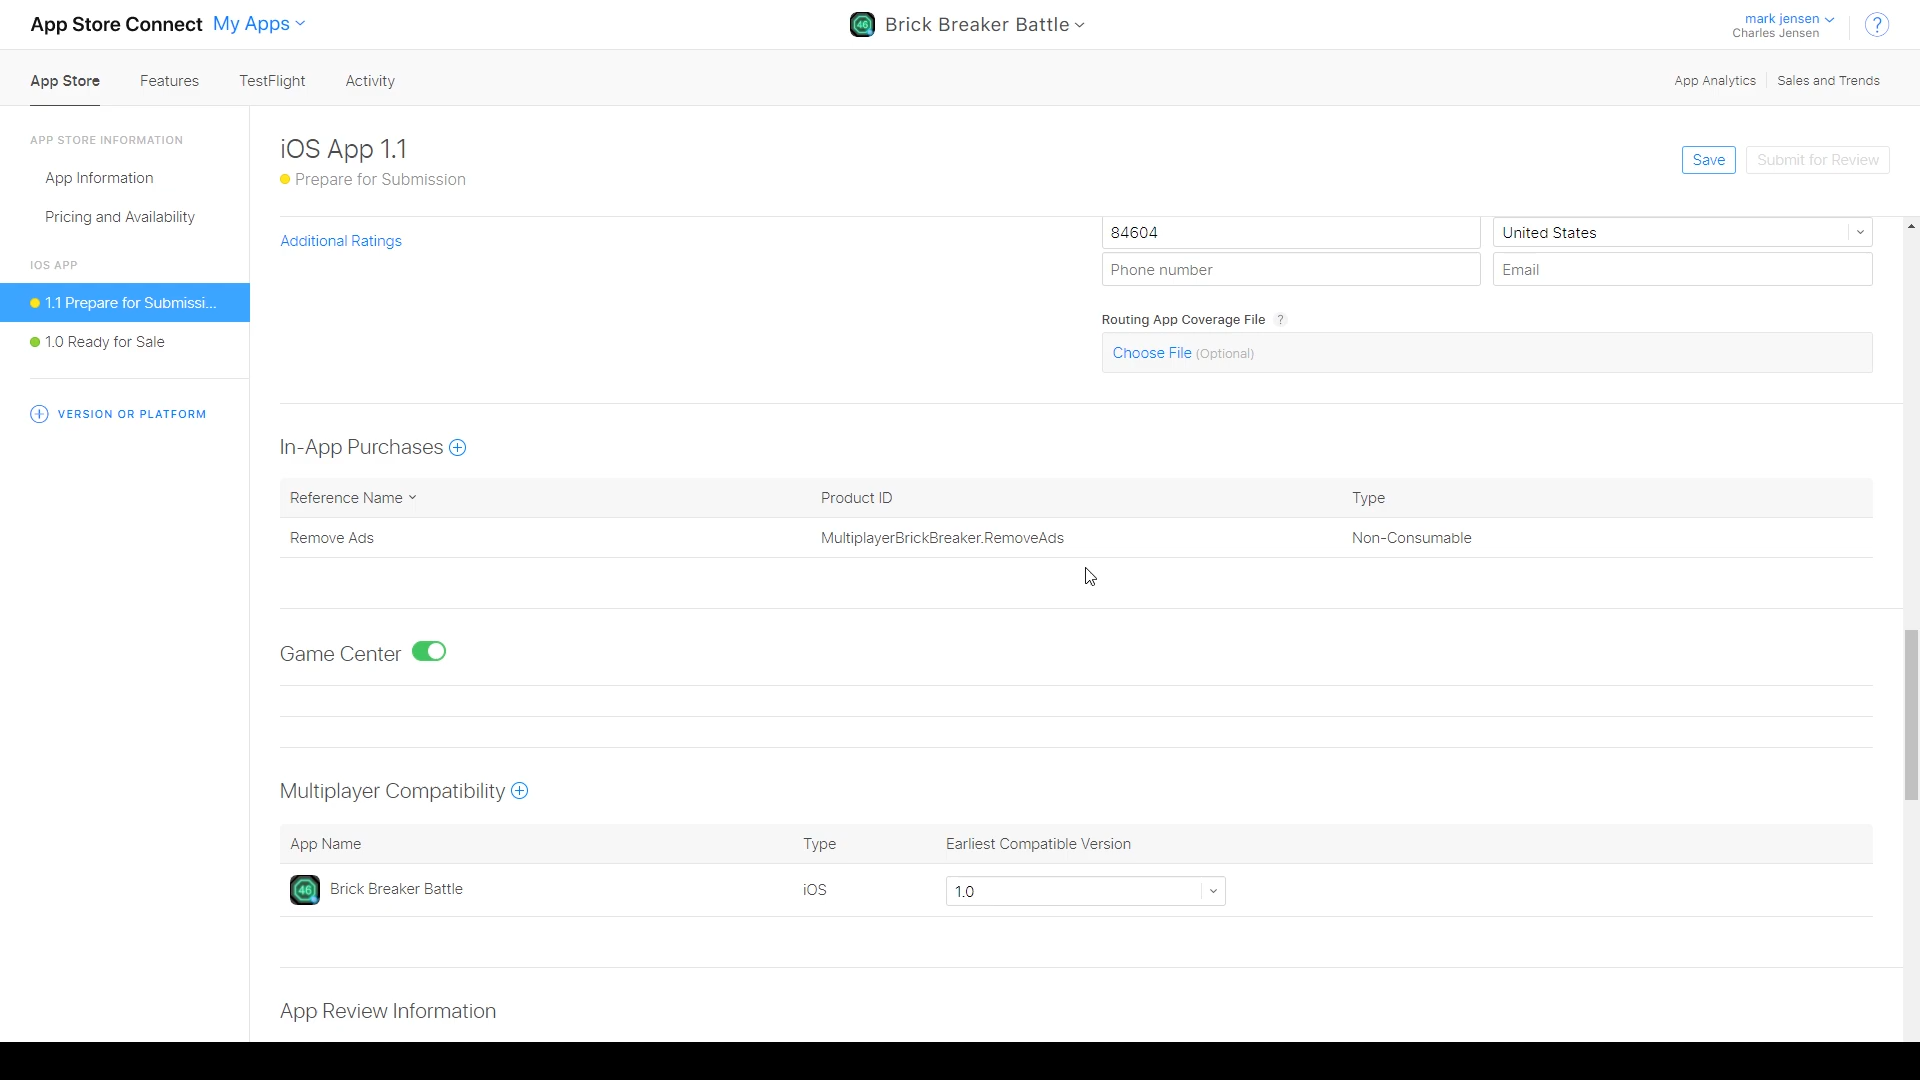 App Store Connect My Apps
46 Brick Breaker Battle
mark jensen
Charles Jensen
?
App Store Features TestFlight Activity
App Analytics Sales and Trends
APP STORE INFORMATION
App Information
Pricing and Availability
IOS APP
1.1 Prepare for Submissi...
1.0 Ready for Sale
VERSION OR PLATFORM
iOS App 1.1
Prepare for Submission
Save Submit for Review
Additional Ratings
84604 United States
Phone number Email
Routing App Coverage File ?
Choose File (Optional)
In-App Purchases
Reference Name Product ID Type
Remove Ads MultiplayerBrickBreaker.RemoveAds Non-Consumable
Game Center
Multiplayer Compatibility
App Name Type Earliest Compatible Version
46 Brick Breaker Battle iOS 1.0
App Review Information